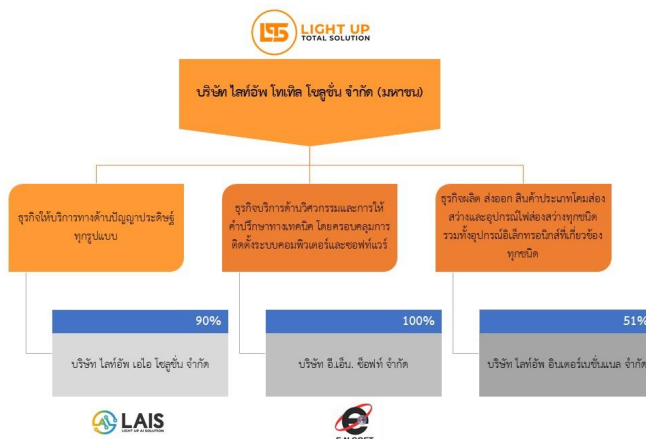 LTS
LIGHT UP
TOTAL SOLUTION
บริษัท ไลท์อัพ โทเทิล โซลูชั่น จำกัด (มหาชน)
ธุรกิจให้บริการทางด้านปัญญาประดิษฐ์
ทุกรูปแบบ
ธุรกิจบริการด้านวิศวกรรมและการให้
คำปรึกษาทางเทคนิค โดยครอบคลุมการ
ติดตั้งระบบคอมพิวเตอร์และซอฟท์แวร์
ธุรกิจผลิต ส่งออก สินค้าประเภทโคมส่อง
สว่างและอุปกรณ์ไฟส่องสว่างทุกชนิด
รวมทั้งอุปกรณ์อิเล็กทรอนิกส์ที่เกี่ยวข้อง
ทุกชนิด
90%
บริษัท ไลท์อัพ เอไอ โซลูชั่น จำกัด
100%
บริษัท อี.เอ็น. ซ็อฟท์ จำกัด
51%
บริษัท ไลท์อัพ อินเตอร์เนชั่นแนล จำกัด
LAIS
LIGHT UP AI SOLUTION